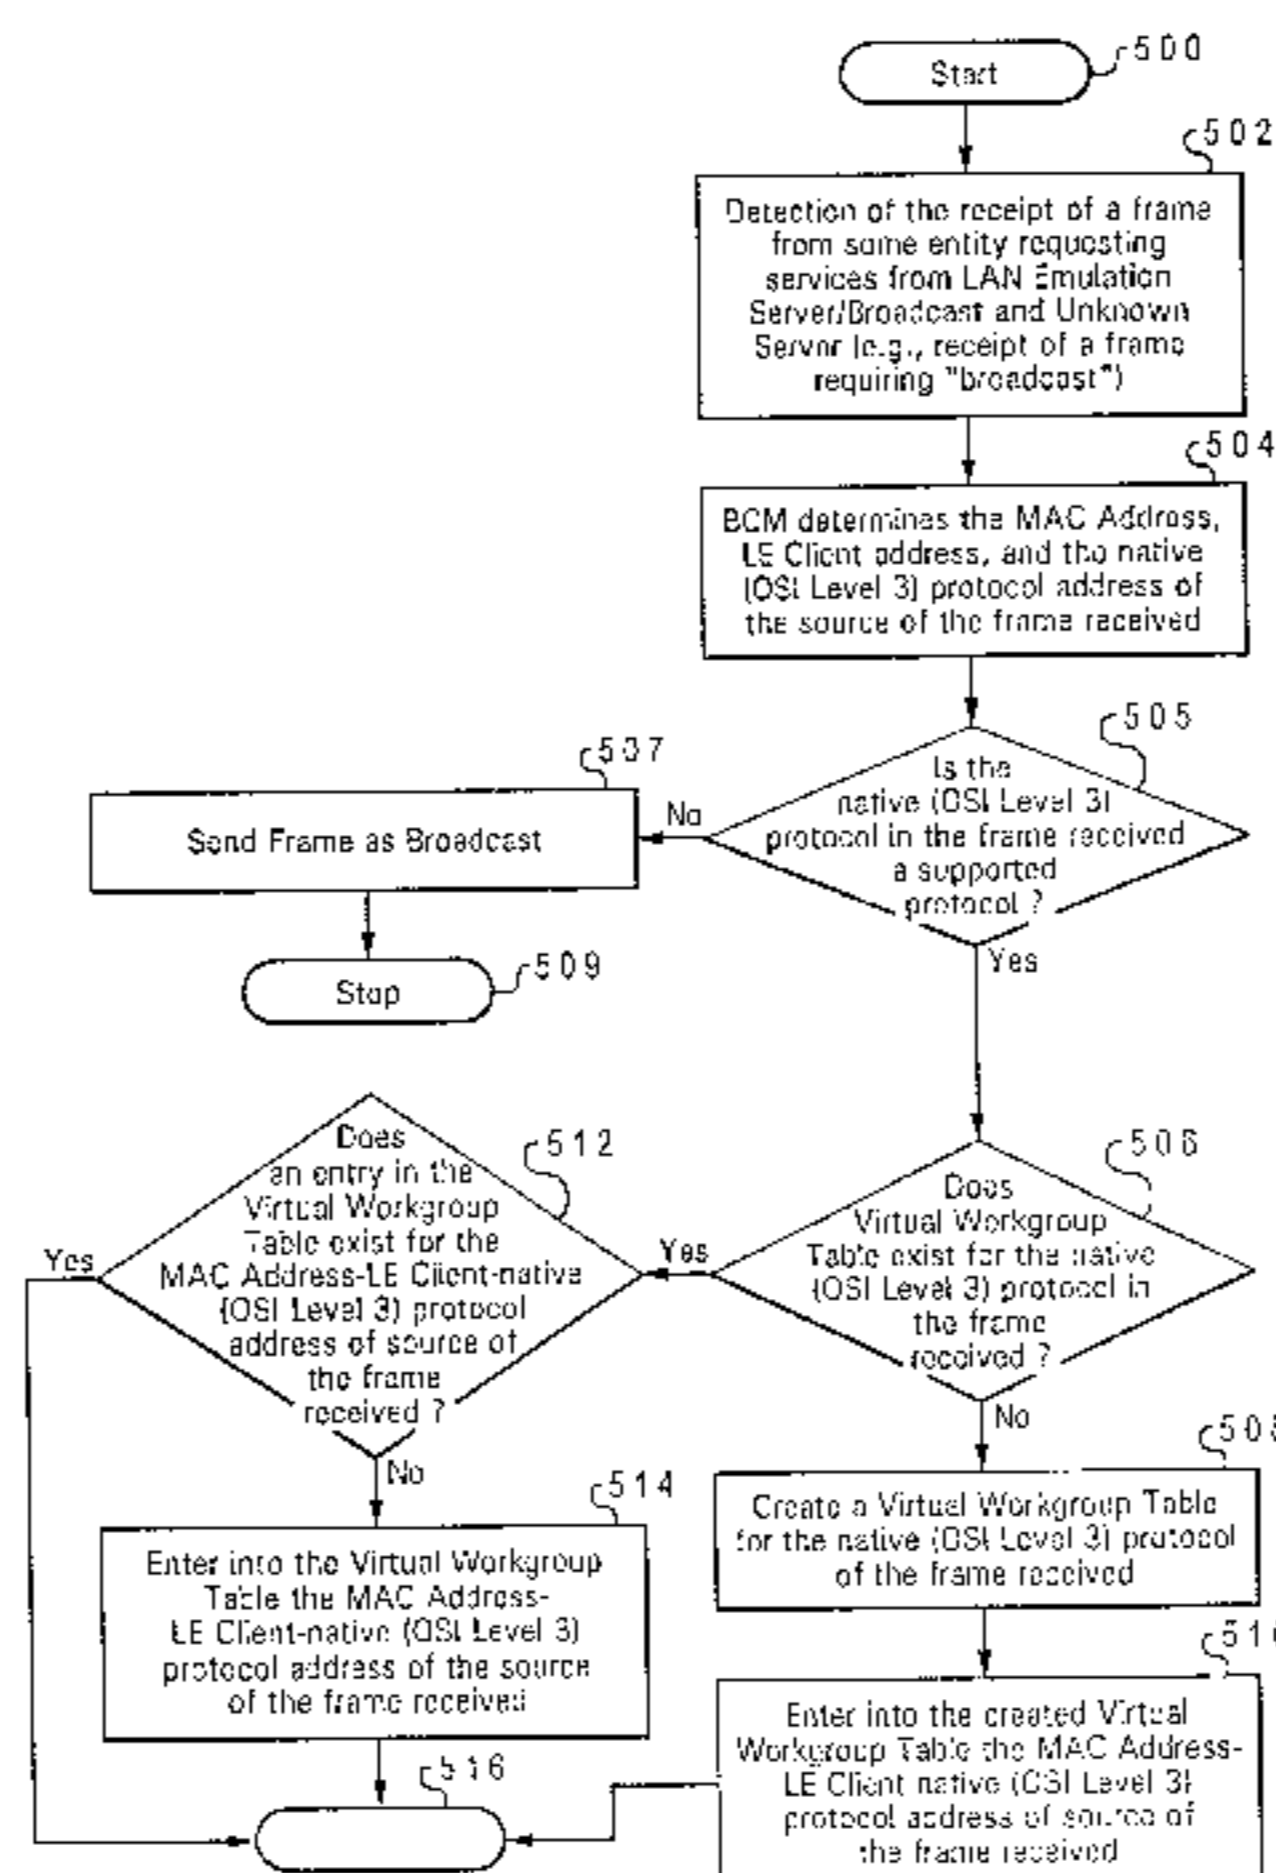 Start
500
502
Detection of the receipt of a frame
from some entity requesting
services from LAN Emulation
Server/Broadcast and Unknown
Server (e.g., receipt of a frame
requiring "broadcast")
504
BCM determines the MAC Address,
LE Client address, and the native
(OSI Level 3) protocol address of
the source of the frame received
505
Is the
native (OSI Level 3)
protocol in the frame received
a supported
protocol ?
No
Yes
507
Send Frame as Broadcast
509
Stop
506
Does
Virtual Workgroup
Table exist for the native
(OSI Level 3) protocol in
the frame
received ?
Yes
No
512
Does
an entry in the
Virtual Workgroup
Table exist for the
MAC Address-LE Client-native
(OSI Level 3) protocol
address of source of
the frame
received ?
Yes
No
508
Create a Virtual Workgroup Table
for the native (OSI Level 3) protocol
of the frame received
514
Enter into the Virtual Workgroup
Table the MAC Address-
LE Client-native (OSI Level 3)
protocol address of the source
of the frame received
510
Enter into the created Virtual
Workgroup Table the MAC Address-
LE Client native (OSI Level 3)
protocol address of source of
the frame received
516